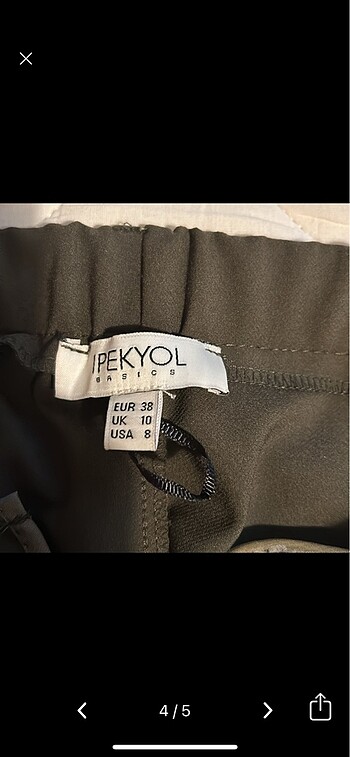 IPEKYOL
BASICS
EUR 38
UK 10
USA 8
4 / 5